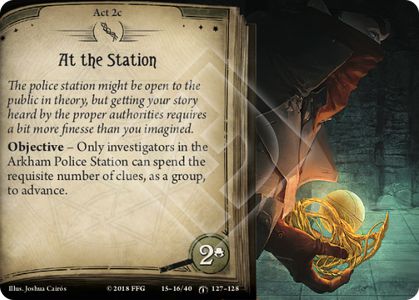 Act 2c
At the Station
The police station might be open to the
public in theory, but getting your story
heard by the proper authorities requires
a bit more finesse than you imagined.
Objective – Only investigators in the
Arkham Police Station can spend the
requisite number of clues, as a group,
to advance.
2
Illus. Joshua Cairós
© 2018 FFG
15–16/40
127–128